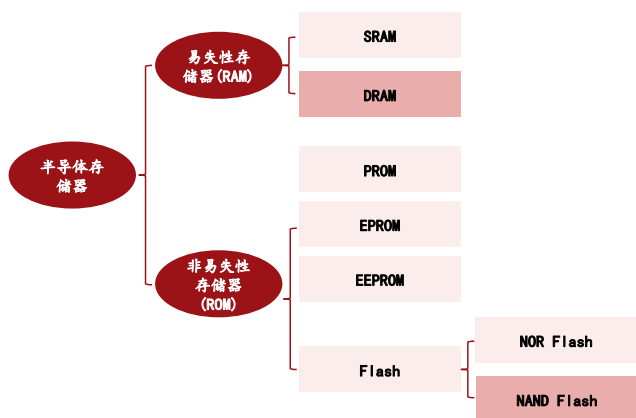 SRAM
易失性存
储器(RAM)
DRAM
半导体存
储器
PROM
EPROM
非易失性
存储器
(ROM)
EEPROM
NOR Flash
Flash
NAND Flash